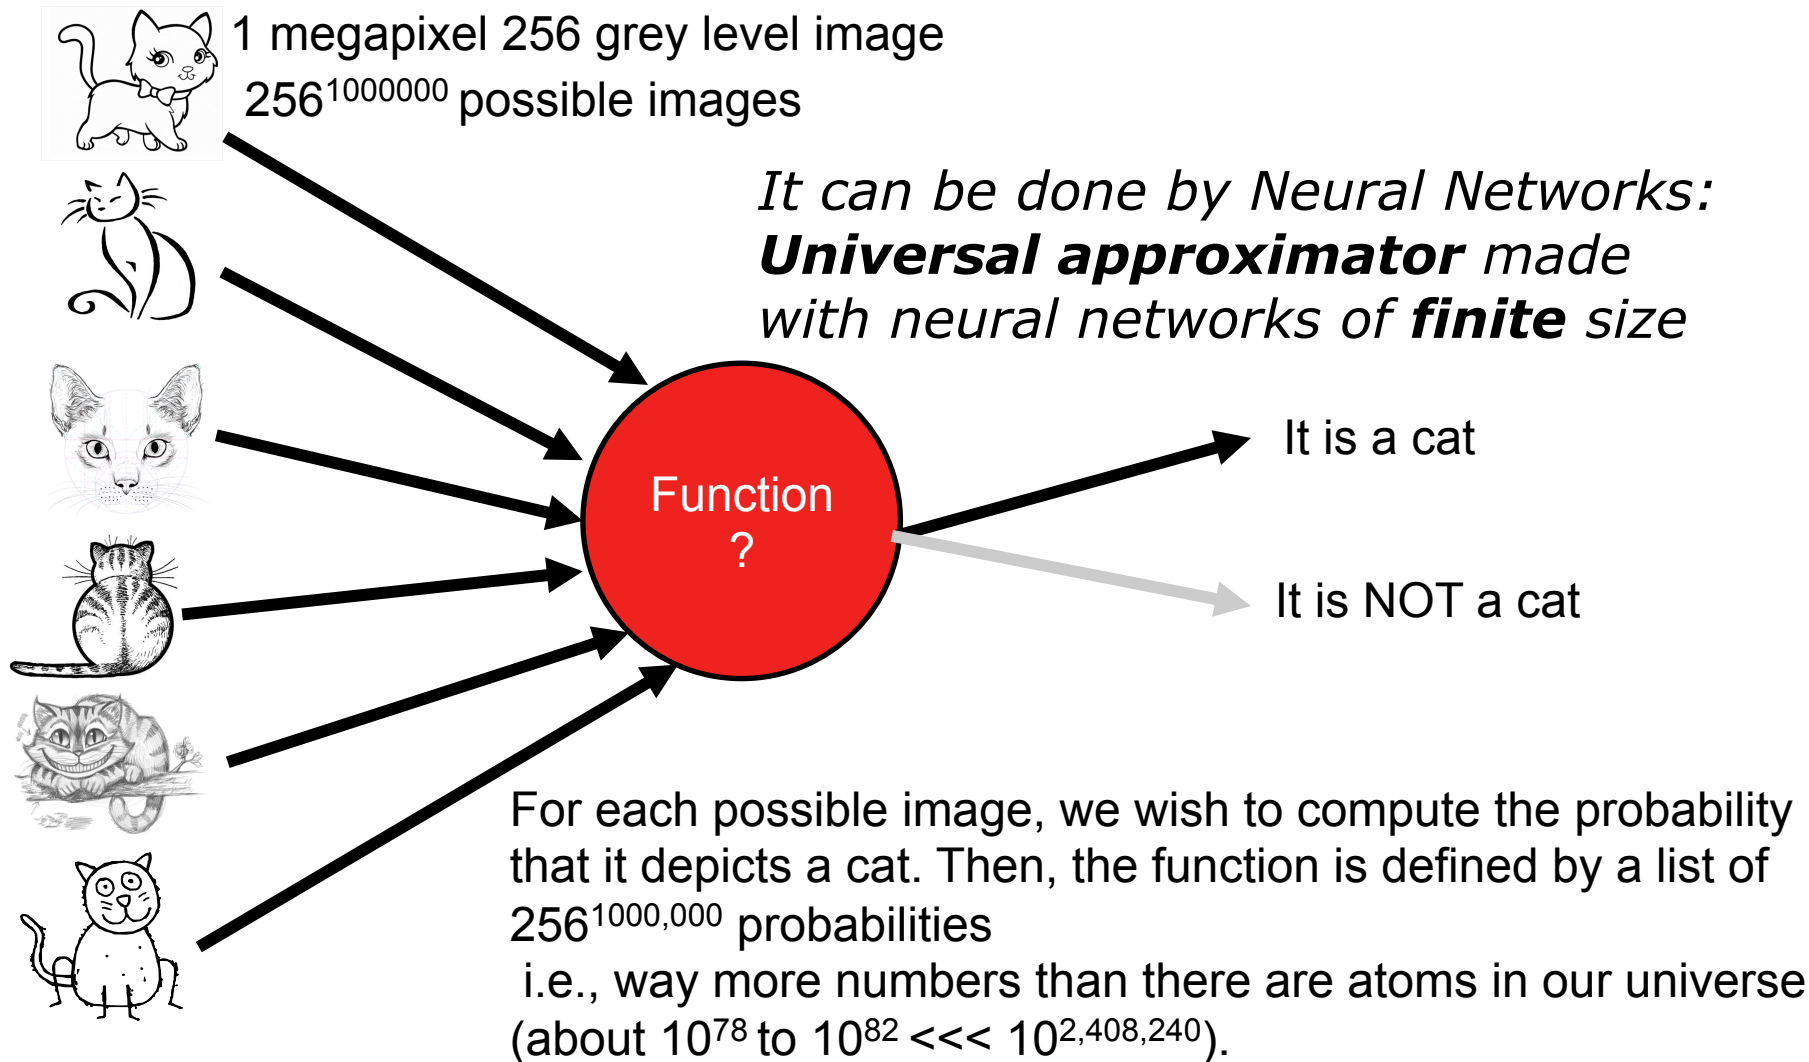 1 megapixel 256 grey level image
256¹⁰⁰⁰⁰⁰⁰ possible images
It can be done by Neural Networks:
Universal approximator made
with neural networks of finite size
Function
?
It is a cat
It is NOT a cat
For each possible image, we wish to compute the probability
that it depicts a cat. Then, the function is defined by a list of
256¹⁰⁰⁰,⁰⁰⁰ probabilities
i.e., way more numbers than there are atoms in our universe
(about 10⁷⁸ to 10⁸² <<< 10²,⁴⁰⁸,²⁴⁰).